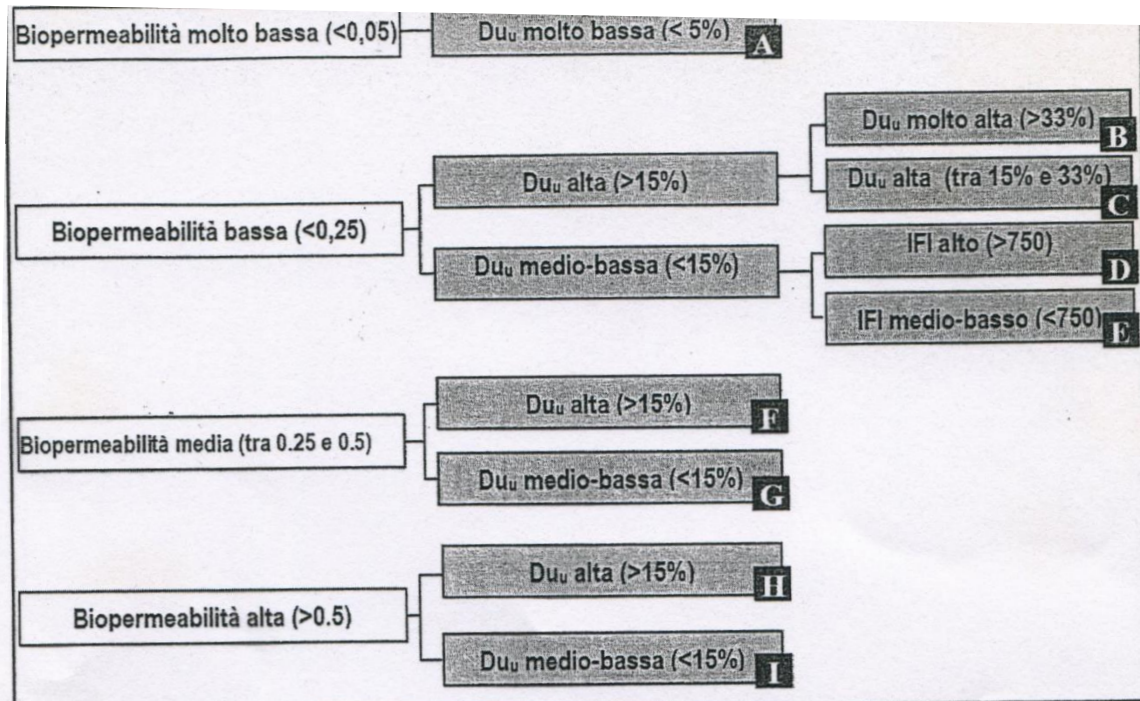 Biopermeabilità molto bassa (<0,05)
Duᵤ molto bassa (< 5%)
A
Biopermeabilità bassa (<0,25)
Duᵤ alta (>15%)
Duᵤ molto alta (>33%)
B
Duᵤ alta (tra 15% e 33%)
C
Duᵤ medio-bassa (<15%)
IFI alto (>750)
D
IFI medio-basso (<750)
E
Biopermeabilità media (tra 0.25 e 0.5)
Duᵤ alta (>15%)
F
Duᵤ medio-bassa (<15%)
G
Biopermeabilità alta (>0.5)
Duᵤ alta (>15%)
H
Duᵤ medio-bassa (<15%)
I